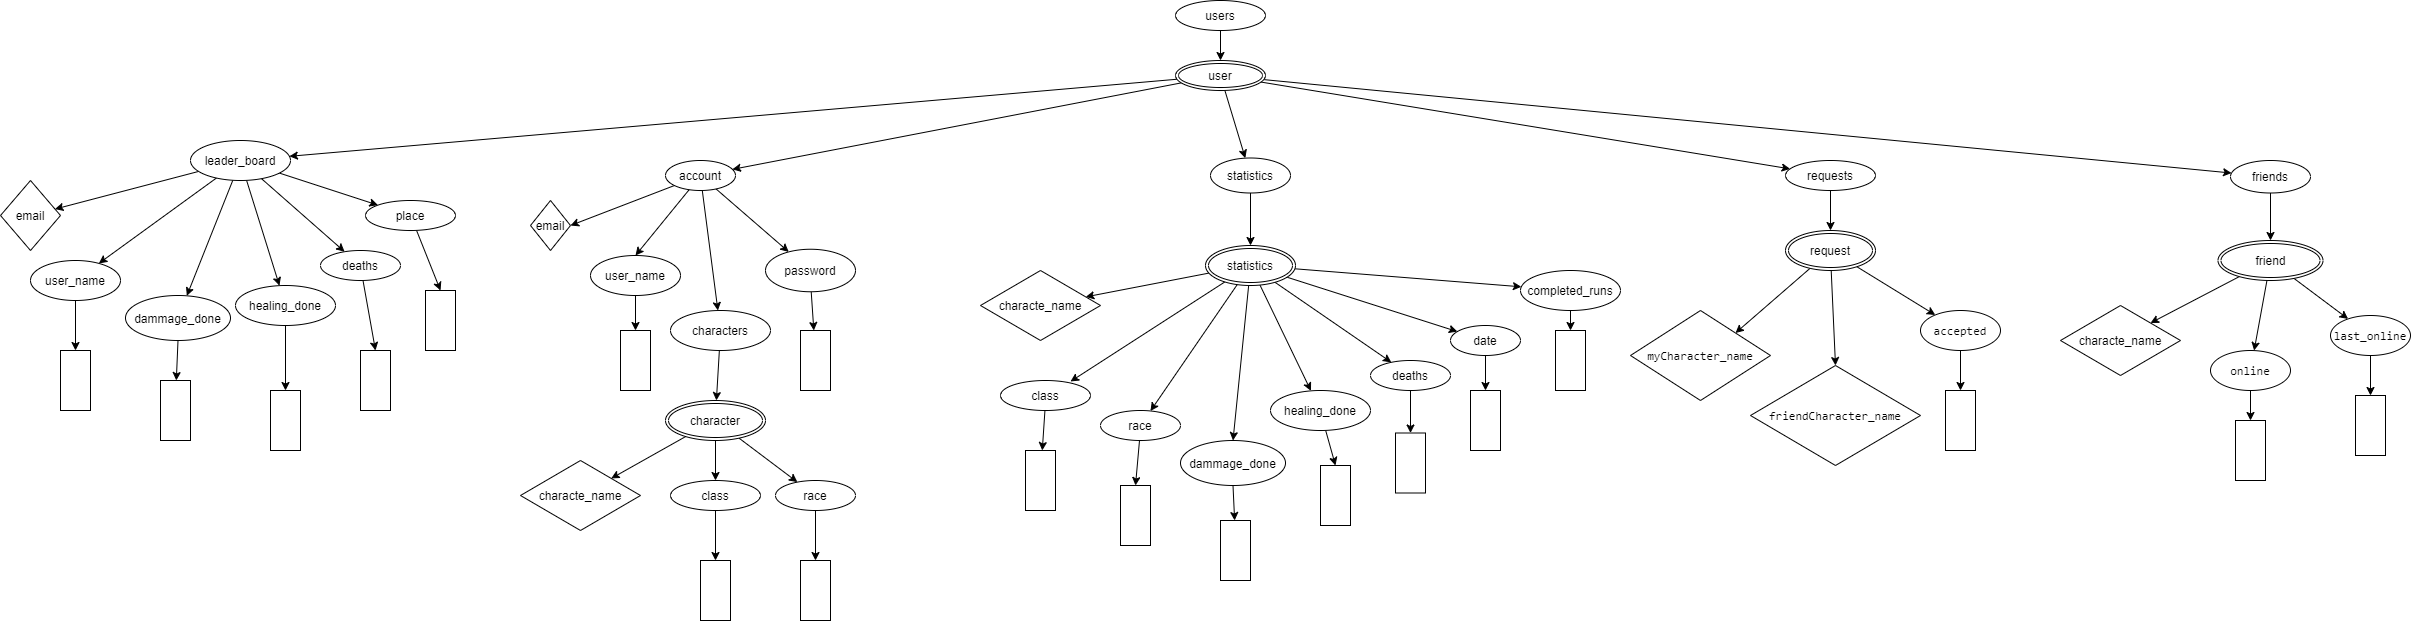 users
user
leader_board
email
user_name
dammage_done
healing_done
deaths
place
account
email
user_name
characters
password
character
characte_name
class
race
statistics
statistics
characte_name
class
race
dammage_done
healing_done
deaths
date
completed_runs
requests
request
myCharacter_name
friendCharacter_name
accepted
friends
friend
characte_name
online
last_online